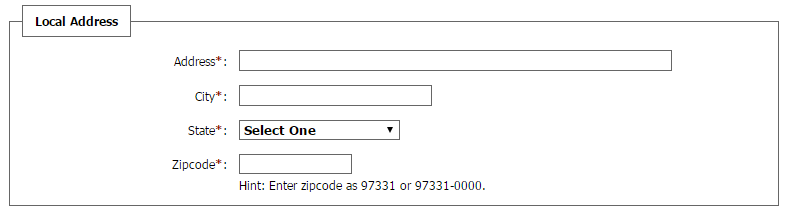 Local Address
Address*:
City*:
State*: Select One
Zipcode*:
Hint: Enter zipcode as 97331 or 97331-0000.